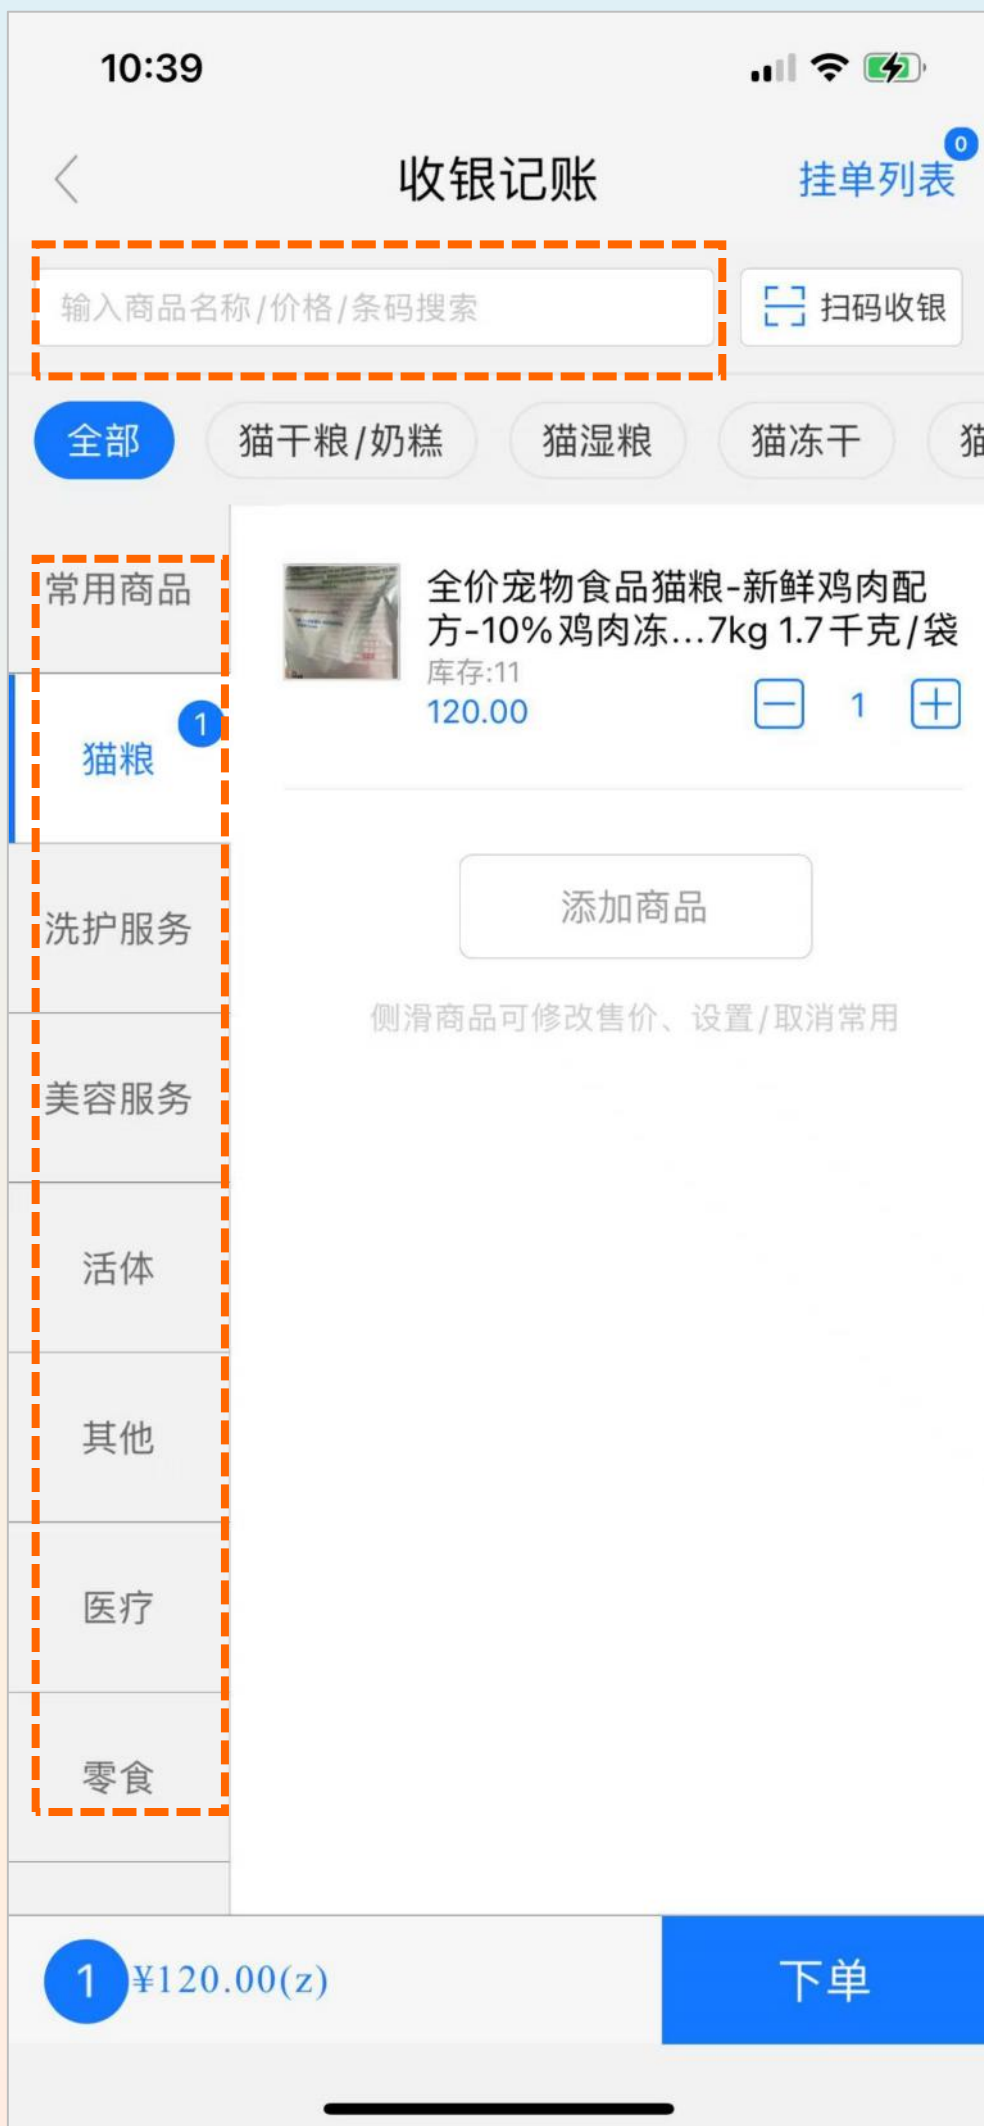 10:39
收银记账
挂单列表
0
输入商品名称/价格/条码搜索
扫码收银
全部
猫干粮/奶糕
猫湿粮
猫冻干
猫
常用商品
猫粮
1
洗护服务
美容服务
活体
其他
医疗
零食
全价宠物食品猫粮-新鲜鸡肉配
方-10%鸡肉冻...7kg 1.7千克/袋
库存:11
120.00
1
添加商品
侧滑商品可修改售价、设置/取消常用
1
¥120.00(z)
下单